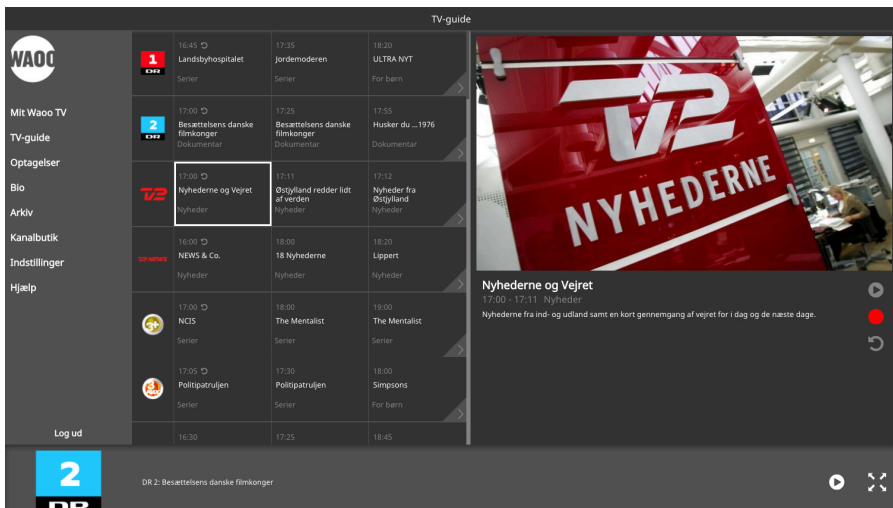 TV-guide
WAOO
Mit Waoo TV
TV-guide
Optagelser
Bio
Arkiv
Kanalbutik
Indstillinger
Hjælp
Log ud
1
DR
16:45
Landsbyhospitalet
Serier
17:35
Jordemoderen
Serier
18:20
ULTRA NYT
For børn
2
DR
17:00
Besættelsens danske
filmkonger
Dokumentar
17:25
Besættelsens danske
filmkonger
Dokumentar
17:55
Husker du ...1976
Dokumentar
TV2
17:00
Nyhederne og Vejret
Nyheder
17:11
Østjylland redder lidt
af verden
Nyheder
17:12
Nyheder fra
Østjylland
Nyheder
TV2 NEWS
16:00
NEWS & Co.
Nyheder
18:00
18 Nyhederne
Nyheder
18:20
Lippert
Nyheder
3+
17:00
NCIS
Serier
18:00
The Mentalist
Serier
19:00
The Mentalist
Serier
17:05
Politipatruljen
Serier
17:30
Politipatruljen
Serier
18:00
Simpsons
For børn
16:30
17:25
18:45
TV2
NYHEDERNE
Nyhederne og Vejret
17:00 - 17:11 Nyheder
Nyhederne fra ind- og udland samt en kort gennemgang af vejret for i dag og de næste dage.
2
DR
DR 2: Besættelsens danske filmkonger